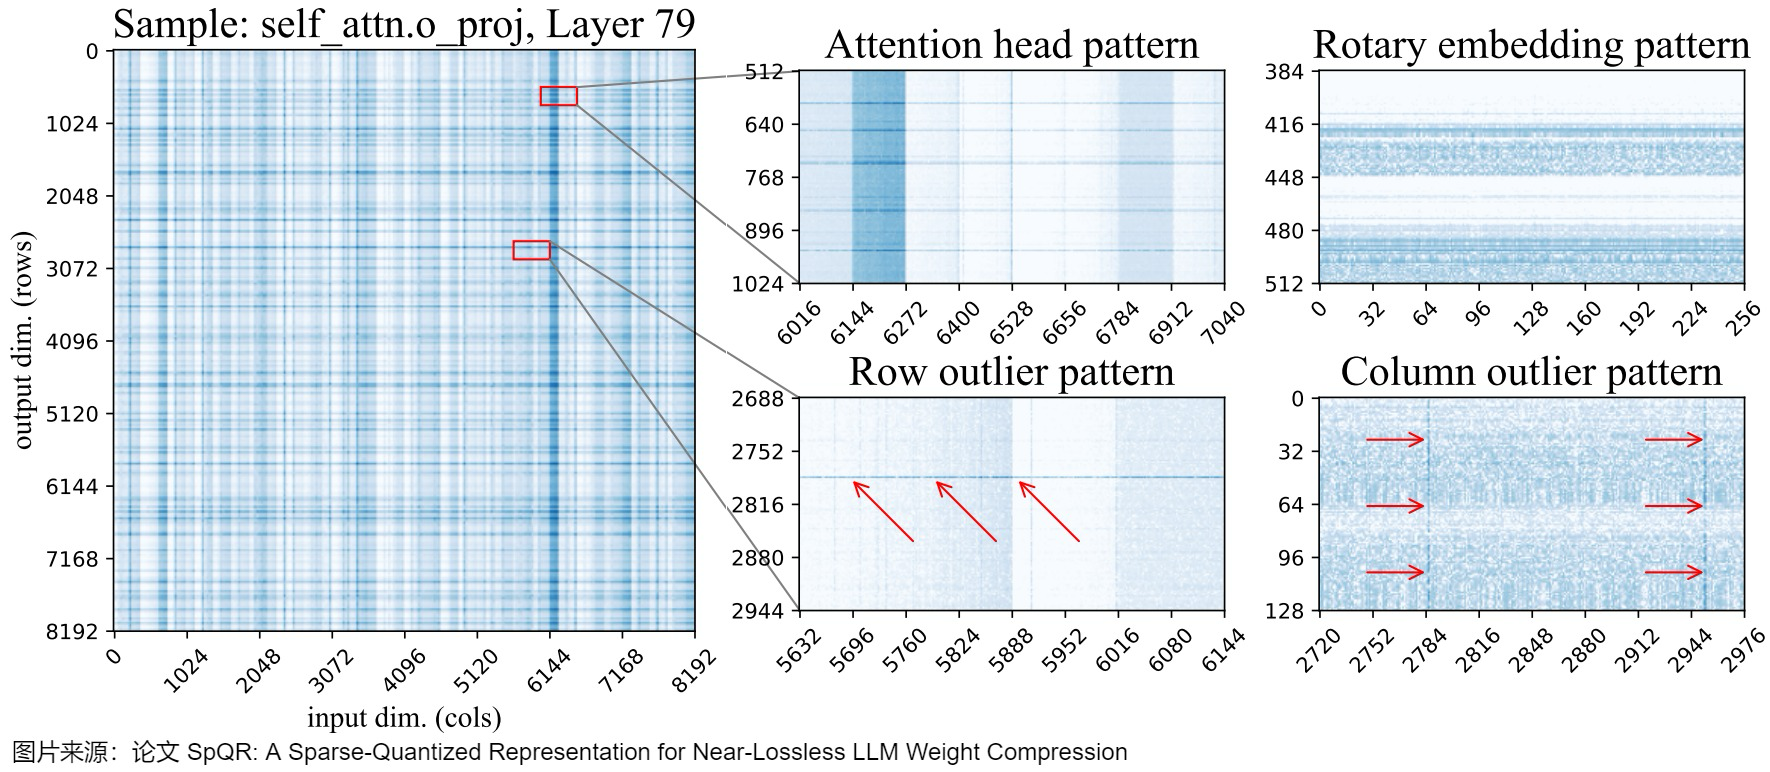 Sample: self_attn.o_proj, Layer 79
0
1024
2048
3072
4096
5120
6144
7168
8192
output dim. (rows)
0 1024 2048 3072 4096 5120 6144 7168 8192
input dim. (cols)
Attention head pattern
512
640
768
896
1024
6016 6144 6272 6400 6528 6656 6784 6912 7040
Rotary embedding pattern
384
416
448
480
512
0 32 64 96 128 160 192 224 256
Row outlier pattern
2688
2752
2816
2880
2944
5632 5696 5760 5824 5888 5952 6016 6080 6144
Column outlier pattern
0
32
64
96
128
2720 2752 2784 2816 2848 2880 2912 2944 2976
图片来源：论文 SpQR: A Sparse-Quantized Representation for Near-Lossless LLM Weight Compression